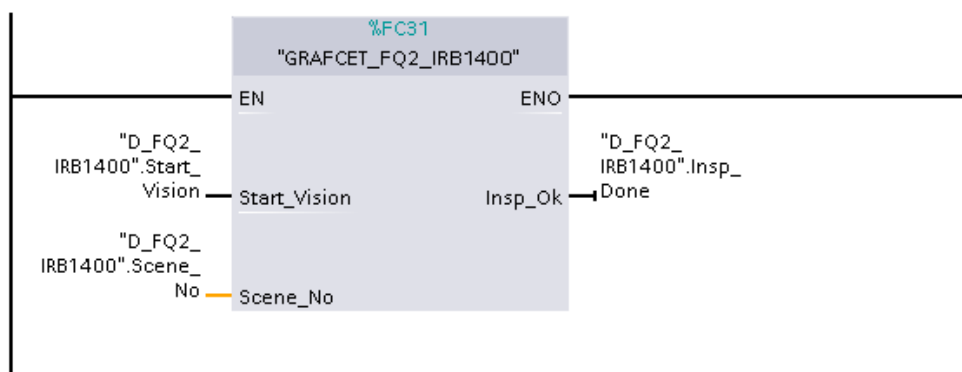 %FC31
"GRAFCET_FQ2_IRB1400"
EN
ENO
"D_FQ2_
IRB1400".Start_
Vision
Start_Vision
Insp_Ok
"D_FQ2_
IRB1400".Insp_
Done
"D_FQ2_
IRB1400".Scene_
No
Scene_No